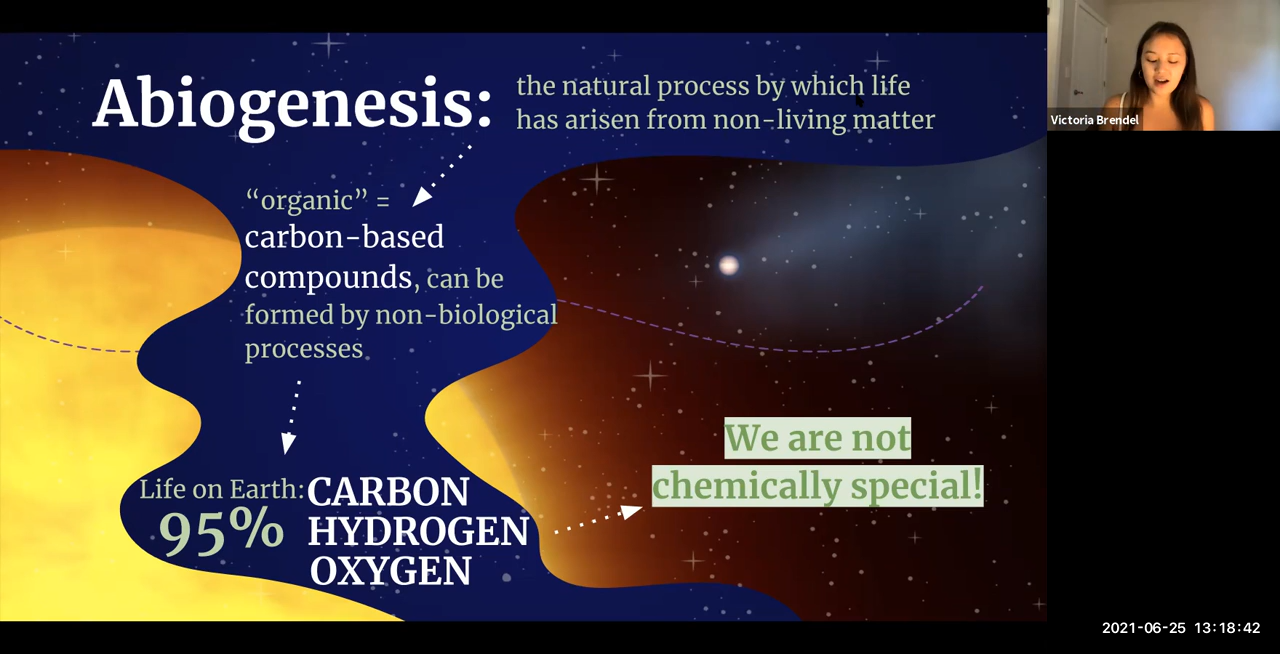 Abiogenesis:
the natural process by which life
has arisen from non-living matter
“organic” =
carbon-based
compounds, can be
formed by non-biological
processes
Life on Earth:
95%
CARBON
HYDROGEN
OXYGEN
We are not
chemically special!
Victoria Brendel
2021-06-25 13:18:42